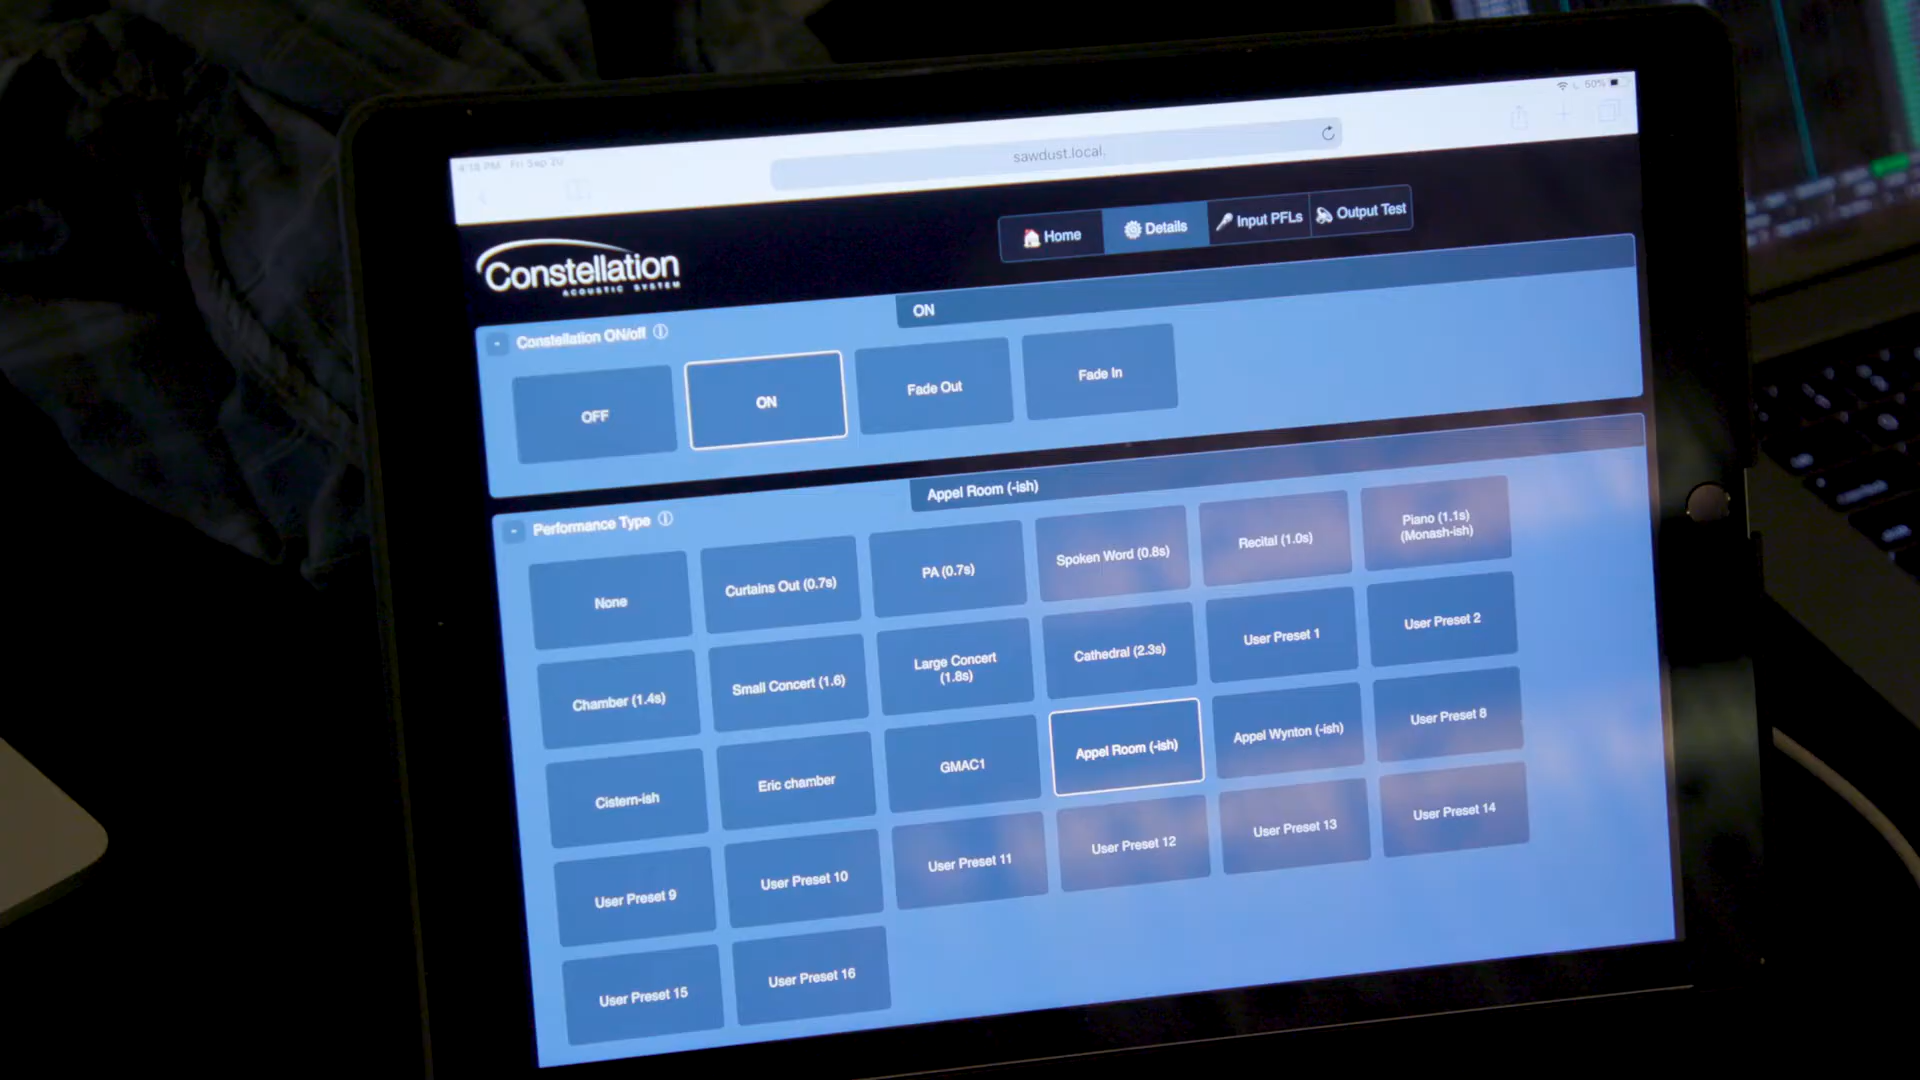 Fri Sep 20
50%
sawdust.local
Constellation
ACOUSTIC SYSTEM
Home
Details
Input PFLs
Output Test
Constellation ON/off
ON
OFF
ON
Fade Out
Fade In
Performance Type
Appel Room (-ish)
None
Curtains Out (0.7s)
PA (0.7s)
Spoken Word (0.8s)
Recital (1.0s)
Piano (1.1s)
(Monash-ish)
Chamber (1.4s)
Small Concert (1.6)
Large Concert
(1.8s)
Cathedral (2.3s)
User Preset 1
User Preset 2
Cistern-ish
Eric chamber
GMAC1
Appel Room (-ish)
Appel Wynton (-ish)
User Preset 8
User Preset 9
User Preset 10
User Preset 11
User Preset 12
User Preset 13
User Preset 14
User Preset 15
User Preset 16